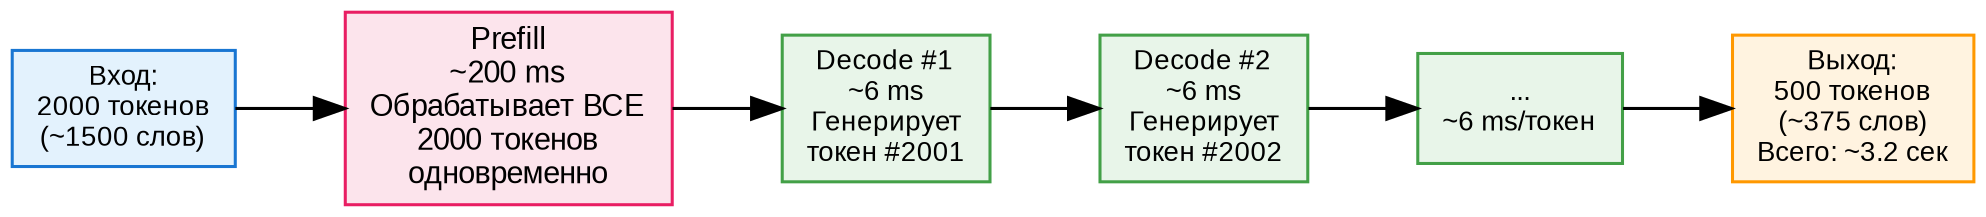 Вход:
2000 токенов
(~1500 слов)
Prefill
~200 ms
Обрабатывает ВСЕ
2000 токенов
одновременно
Decode #1
~6 ms
Генерирует
токен #2001
Decode #2
~6 ms
Генерирует
токен #2002
...
~6 ms/токен
Выход:
500 токенов
(~375 слов)
Всего: ~3.2 сек